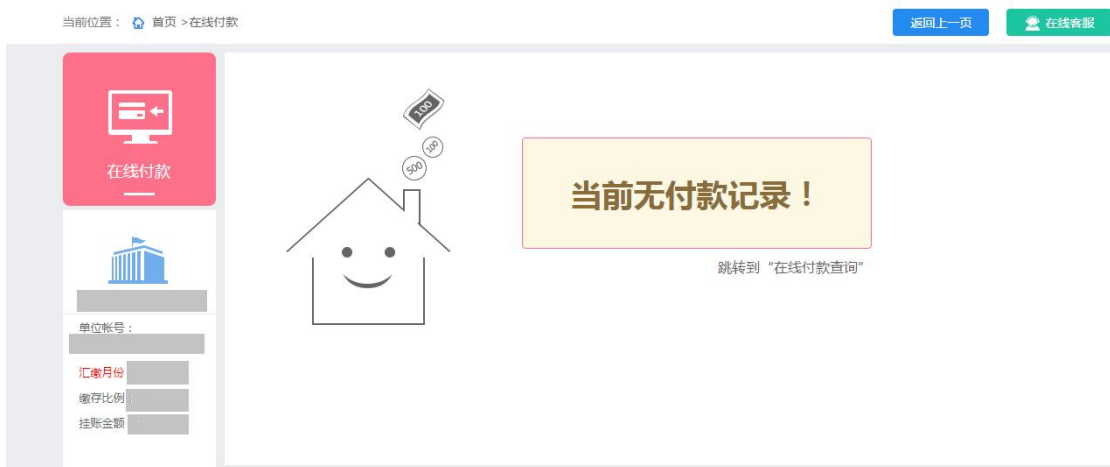 当前位置： 首页 >在线付款
返回上一页
在线客服
在线付款
100
100
500
当前无付款记录！
跳转到“在线付款查询”
单位帐号：
汇缴月份
缴存比例：
挂账金额